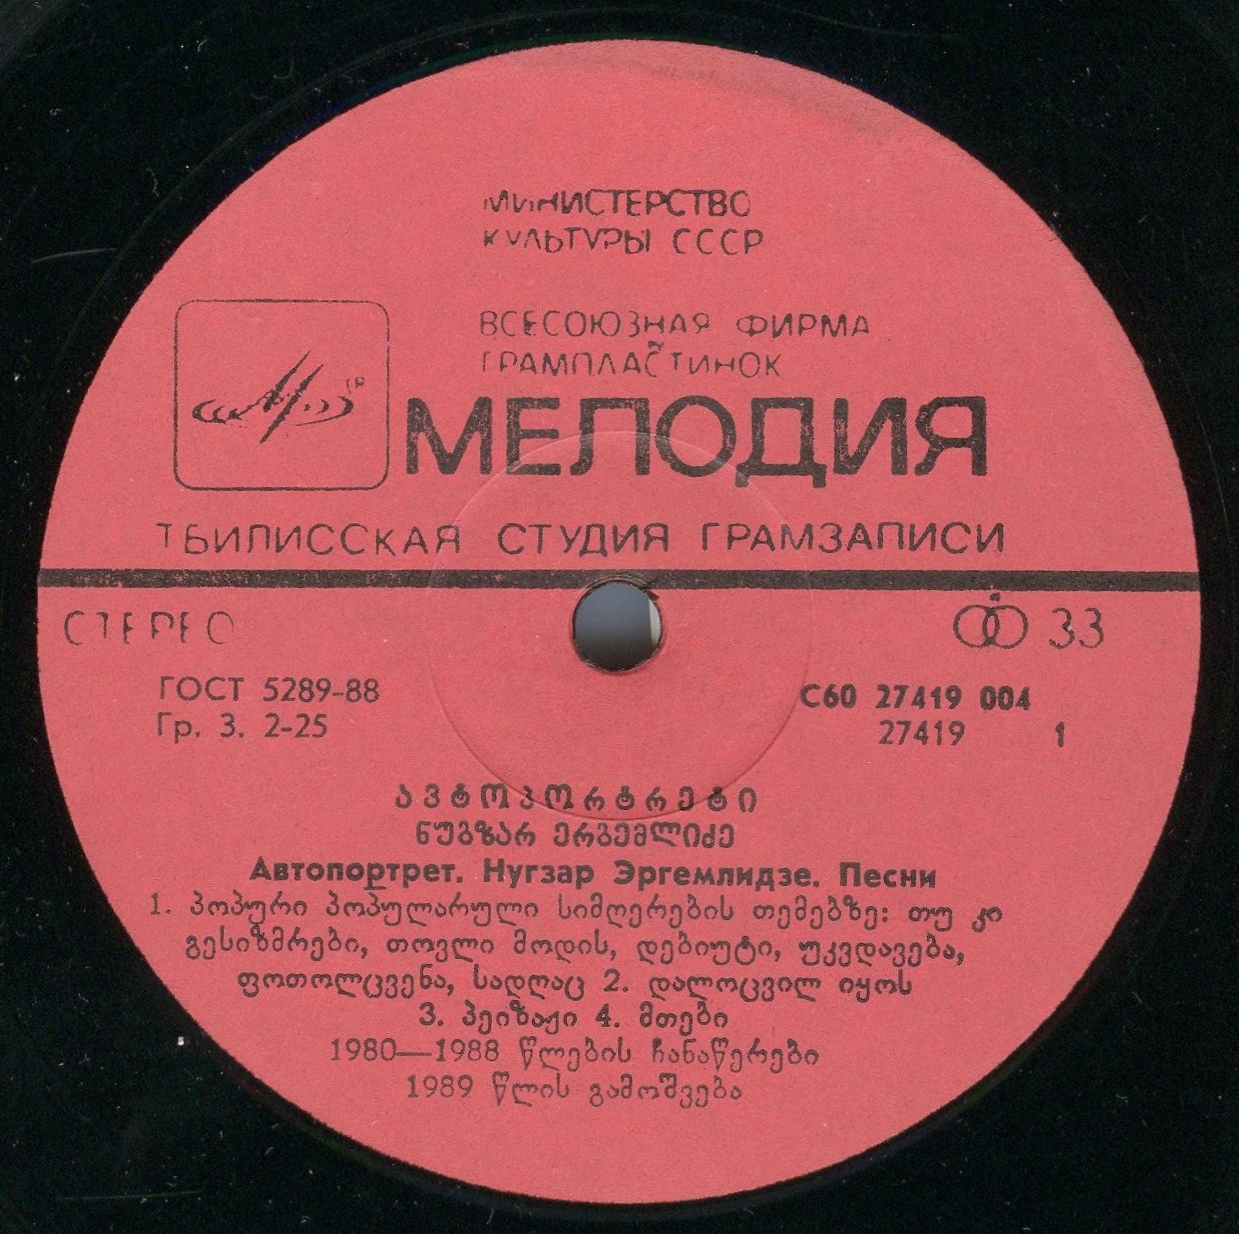 МИНИСТЕРСТВО
КУЛЬТУРЫ СССР
ВСЕСОЮЗНАЯ ФИРМА
ГРАМПЛАСТИНОК
МЕЛОДИЯ
ТБИЛИССКАЯ СТУДИЯ ГРАМЗАПИСИ
СТЕРЕО
33
ГОСТ 5289-88
С60 27419 004
Гр. 3. 2-25
27419 1
ავტოპორტრეტი
ნუგზარ ერგემლიძე
Автопортрет. Нугзар Эргемлидзе. Песни
1. პოპური პოპულარული სიმღერების თემებზე: თუ კი
გესიზმრები, თოვლი მოდის, დებიუტი, უკვდავება,
ფოთოლცვენა, სადღაც 2. დალოცვილ იყოს
3. პეიზაჟი 4. მთები
1980—1988 წლების ჩანაწერები
1989 წლის გამოშვება